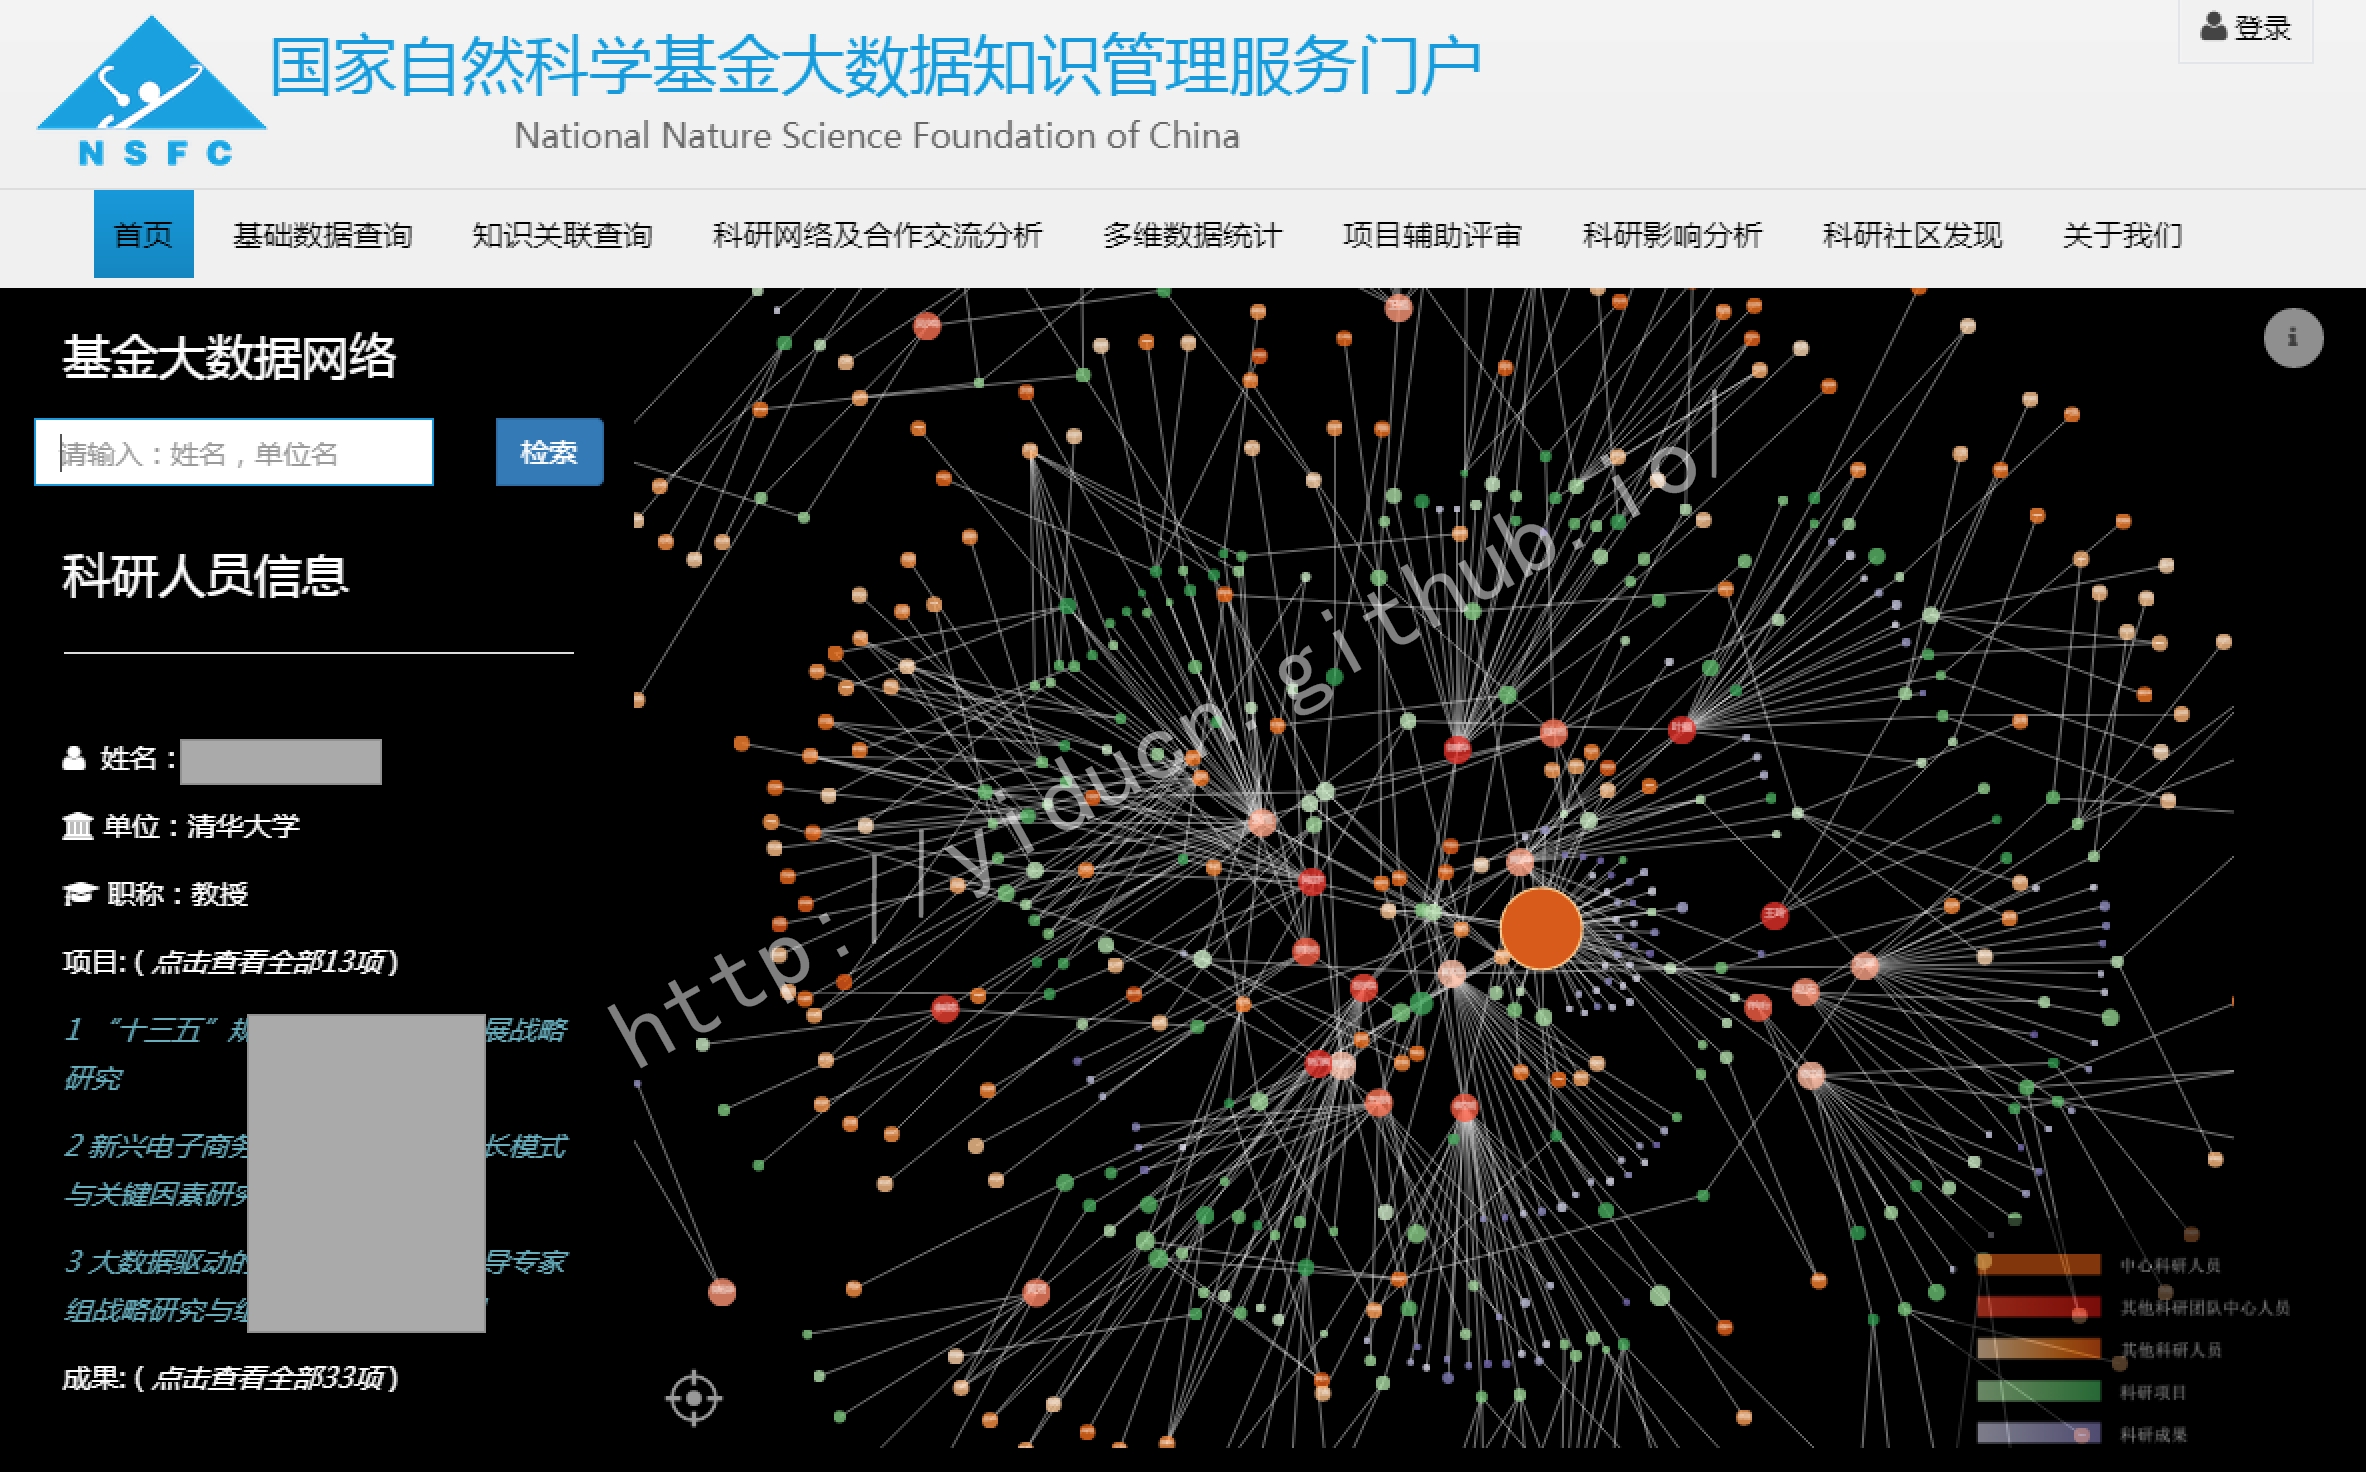 国家自然科学基金大数据知识管理服务门户
登录
NSFC
National Nature Science Foundation of China
首页 基础数据查询 知识关联查询 科研网络及合作交流分析 多维数据统计 项目辅助评审 科研影响分析 科研社区发现 关于我们
基金大数据网络
请输入：姓名，单位名 检索
科研人员信息
姓名：
单位：清华大学
职称：教授
项目: ( 点击查看全部13项 )
1 “十三五”规 展战略
研究
2 新兴电子商务 长模式
与关键因素研究
3 大数据驱动的 导专家
组战略研究与
成果: ( 点击查看全部33项 )
http://yiducn.github.io/
王琦
中心科研人员
其他科研团队中心人员
其他科研人员
科研项目
科研成果